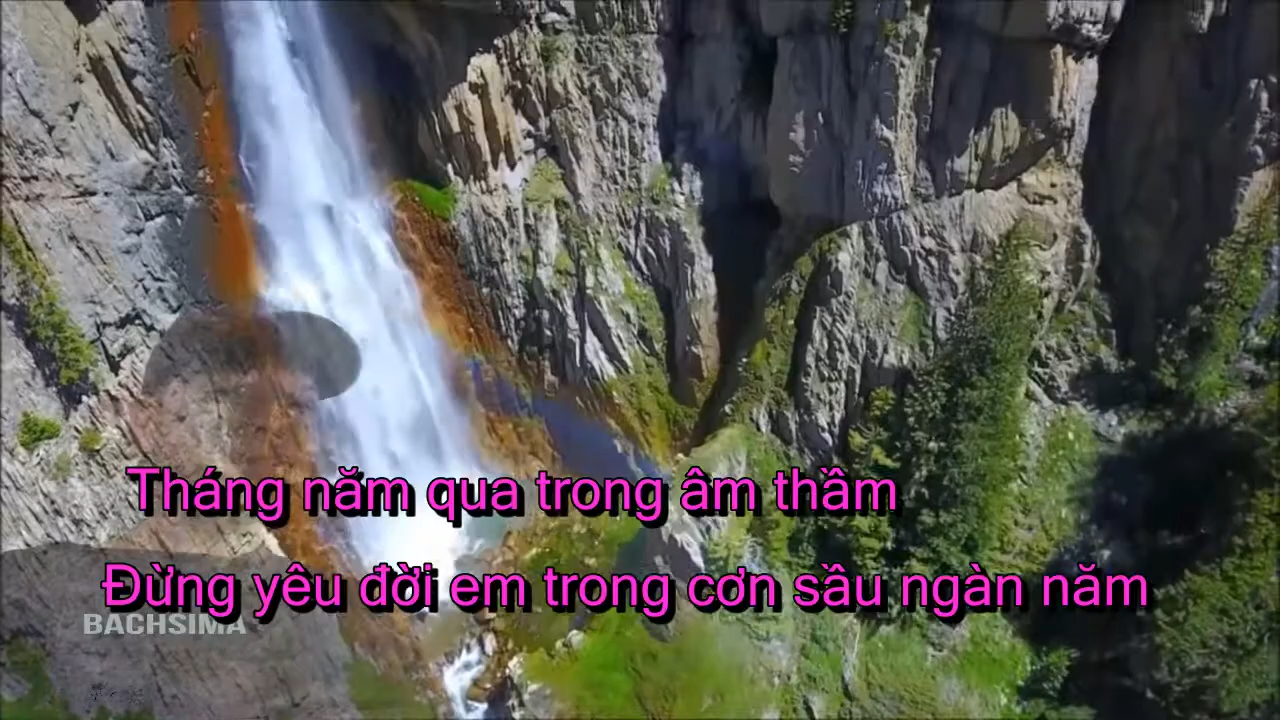 Tháng năm qua trong âm thầm
Đừng yêu đời em trong cơn sầu ngàn năm
BACHSIMA